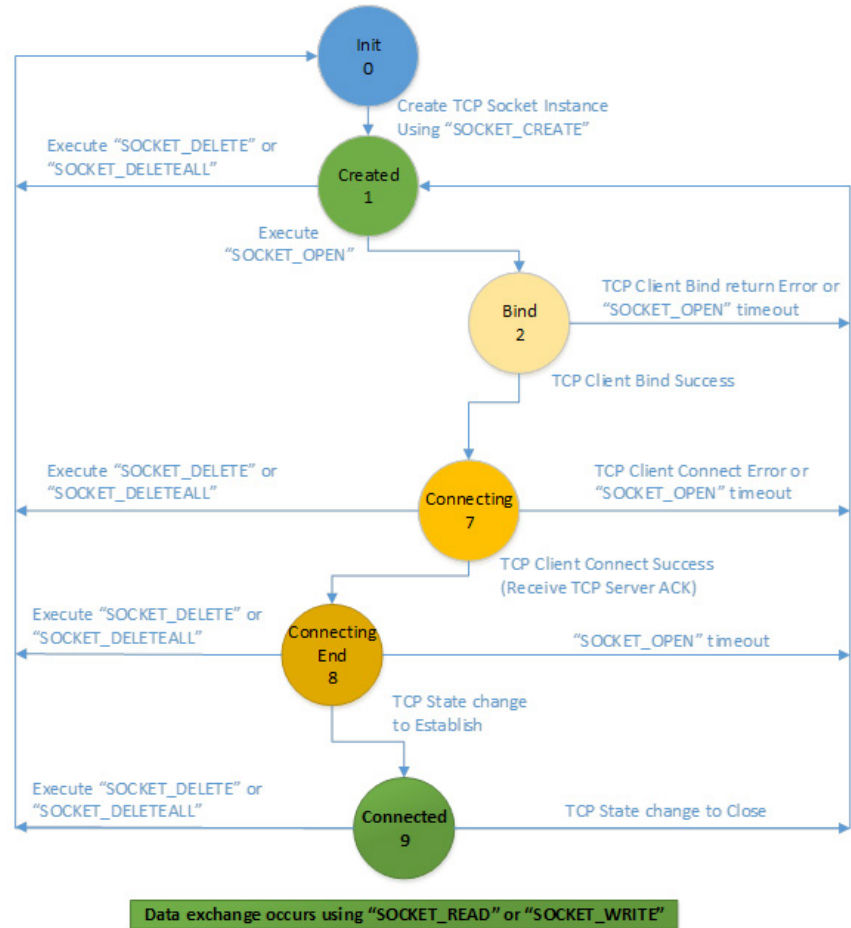 Init
0
Create TCP Socket Instance
Using “SOCKET_CREATE”
Execute “SOCKET_DELETE” or
“SOCKET_DELETEALL”
Created
1
Execute
“SOCKET_OPEN”
TCP Client Bind return Error or
“SOCKET_OPEN” timeout
Bind
2
TCP Client Bind Success
Execute “SOCKET_DELETE” or
“SOCKET_DELETEALL”
Connecting
7
TCP Client Connect Error or
“SOCKET_OPEN” timeout
TCP Client Connect Success
(Receive TCP Server ACK)
Execute “SOCKET_DELETE” or
“SOCKET_DELETEALL”
Connecting
End
8
“SOCKET_OPEN” timeout
TCP State change
to Establish
Execute “SOCKET_DELETE” or
“SOCKET_DELETEALL”
Connected
9
TCP State change to Close
Data exchange occurs using “SOCKET_READ” or “SOCKET_WRITE”